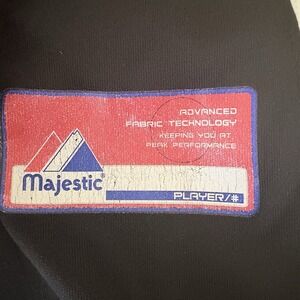 ADVANCED
FABRIC TECHNOLOGY
KEEPING YOU AT
PEAK PERFORMANCE
Majestic®
PLAYER/#